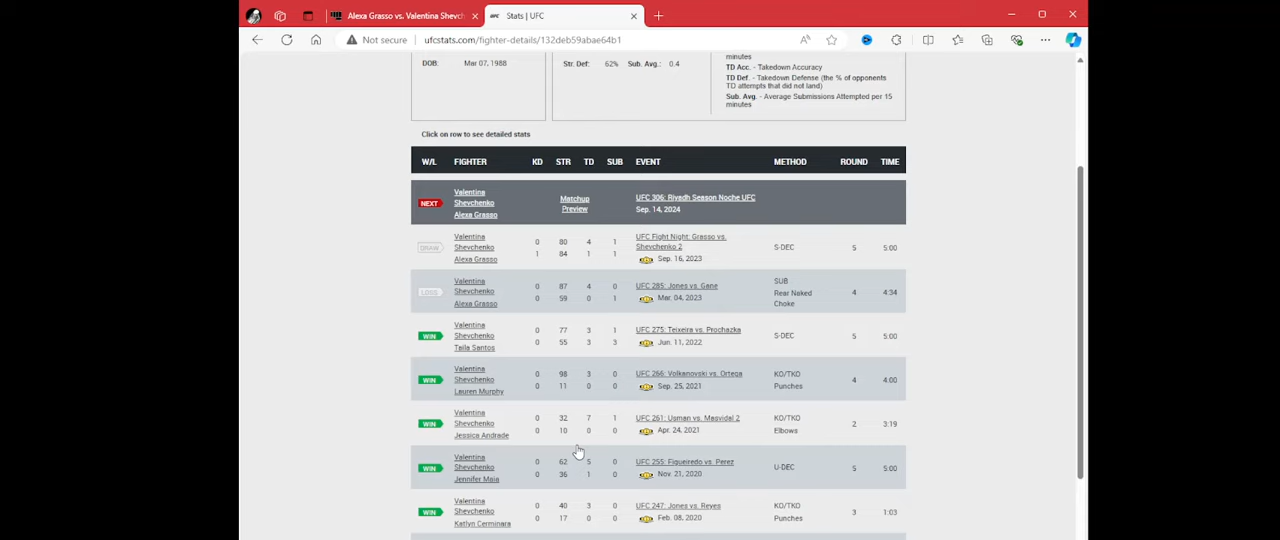 Alexa Grasso vs. Valentina Shevch
Stats | UFC
Not secure
ufcstats.com/fighter-details/132deb59abae64b1
DOB:
Mar 07, 1988
Str. Def:
62%
Sub. Avg.:
0.4
minutes
TD Acc. - Takedown Accuracy
TD Def. - Takedown Defense (the % of opponents
TD attempts that did not land)
Sub. Avg. - Average Submissions Attempted per 15
minutes
Click on row to see detailed stats
W/L FIGHTER KD STR TD SUB EVENT METHOD ROUND TIME
NEXT
Valentina
Shevchenko
Alexa Grasso
Matchup
Preview
UFC 306: Riyadh Season Noche UFC
Sep. 14, 2024
DRAW
Valentina
Shevchenko
Alexa Grasso
0 80 4 1
1 84 1 1
UFC Fight Night: Grasso vs.
Shevchenko 2
Sep. 16, 2023
S-DEC
5
5:00
LOSS
Valentina
Shevchenko
Alexa Grasso
0 87 4 0
0 59 0 1
UFC 285: Jones vs. Gane
Mar. 04, 2023
SUB
Rear Naked
Choke
4
4:34
WIN
Valentina
Shevchenko
Taila Santos
0 77 3 1
0 55 3 3
UFC 275: Teixeira vs. Prochazka
Jun. 11, 2022
S-DEC
5
5:00
WIN
Valentina
Shevchenko
Lauren Murphy
0 98 3 0
0 11 0 0
UFC 266: Volkanovski vs. Ortega
Sep. 25, 2021
KO/TKO
Punches
4
4:00
WIN
Valentina
Shevchenko
Jessica Andrade
0 32 7 1
0 10 0 0
UFC 261: Usman vs. Masvidal 2
Apr. 24, 2021
KO/TKO
Elbows
2
3:19
WIN
Valentina
Shevchenko
Jennifer Maia
0 62 5 0
0 36 1 0
UFC 255: Figueiredo vs. Perez
Nov. 21, 2020
U-DEC
5
5:00
WIN
Valentina
Shevchenko
Katlyn Cerminara
0 40 3 0
0 17 0 0
UFC 247: Jones vs. Reyes
Feb. 08, 2020
KO/TKO
Punches
3
1:03